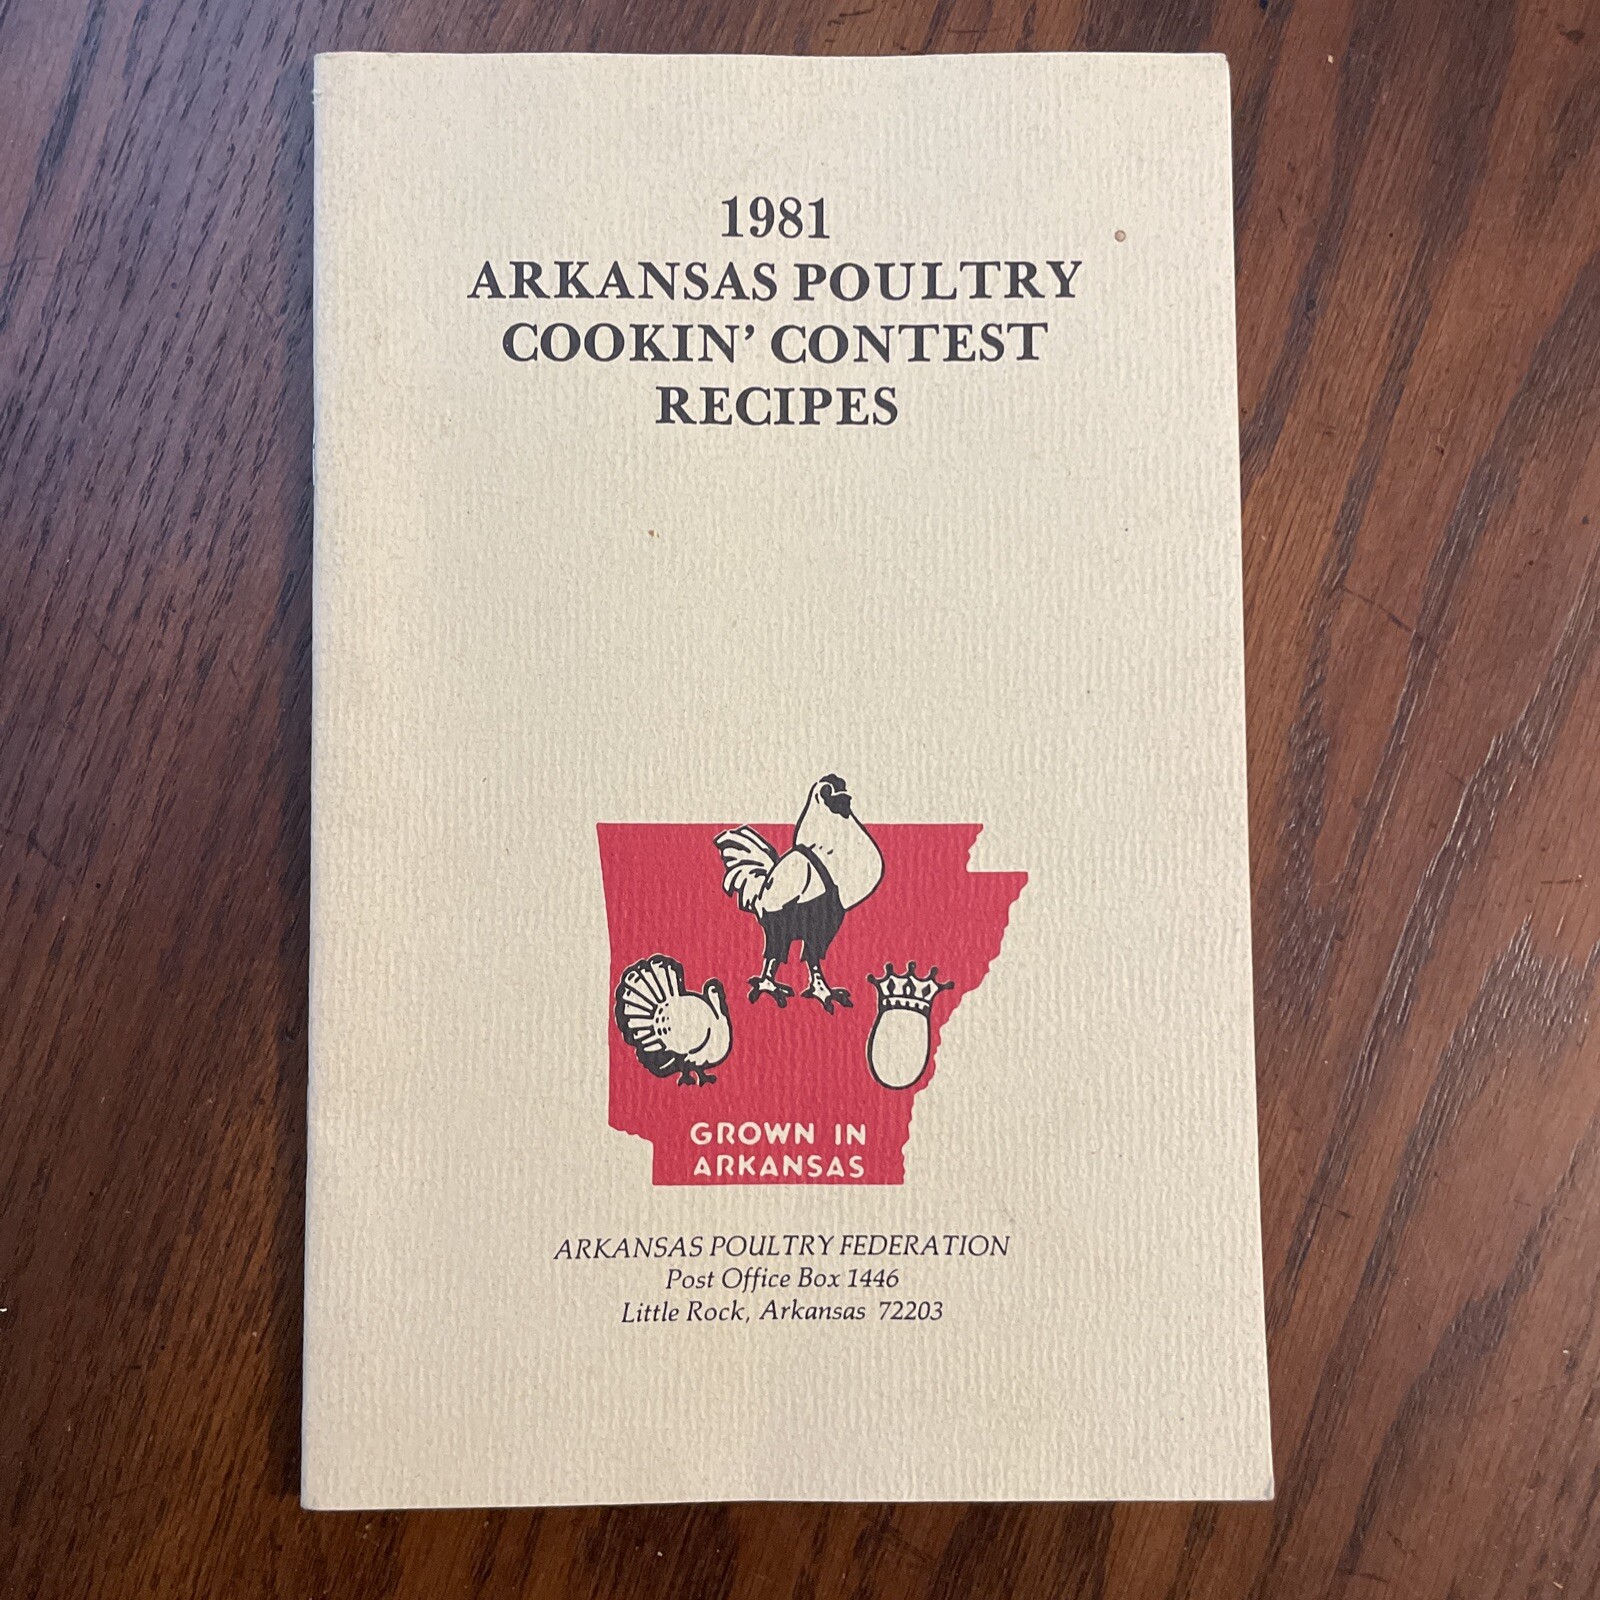 1981
ARKANSAS POULTRY
COOKIN’ CONTEST
RECIPES
GROWN IN
ARKANSAS
ARKANSAS POULTRY FEDERATION
Post Office Box 1446
Little Rock, Arkansas 72203